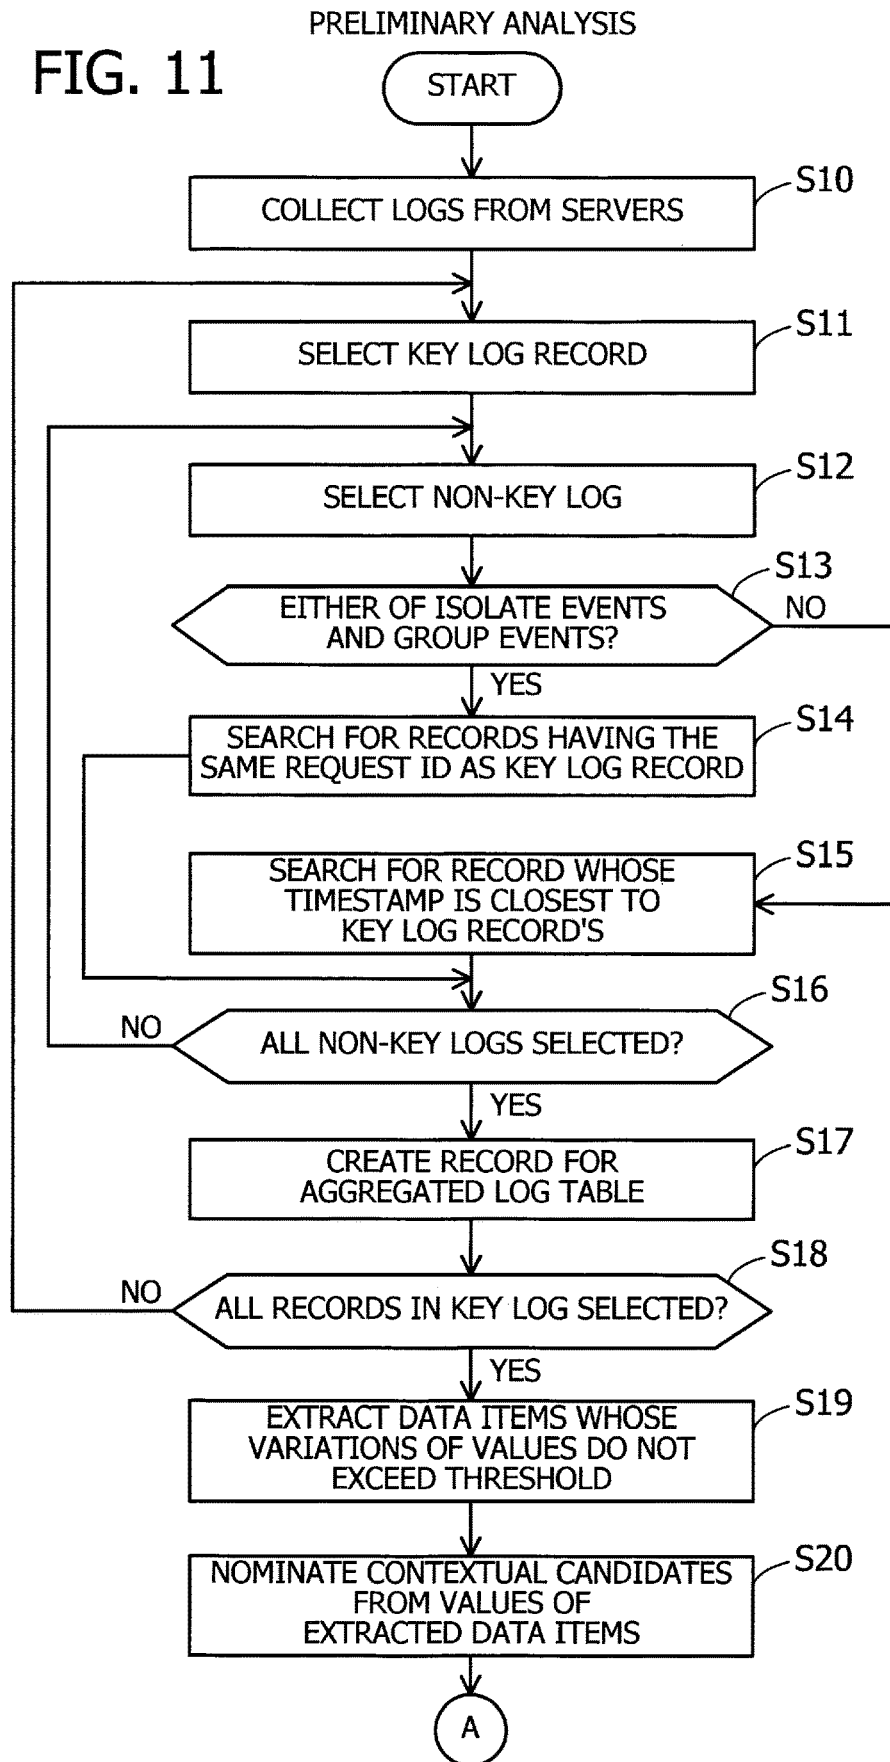 PRELIMINARY ANALYSIS
FIG. 11
START
S10
COLLECT LOGS FROM SERVERS
S11
SELECT KEY LOG RECORD
S12
SELECT NON-KEY LOG
S13
EITHER OF ISOLATE EVENTS
AND GROUP EVENTS?
NO
YES
S14
SEARCH FOR RECORDS HAVING THE
SAME REQUEST ID AS KEY LOG RECORD
S15
SEARCH FOR RECORD WHOSE
TIMESTAMP IS CLOSEST TO
KEY LOG RECORD'S
S16
NO
ALL NON-KEY LOGS SELECTED?
YES
S17
CREATE RECORD FOR
AGGREGATED LOG TABLE
S18
NO
ALL RECORDS IN KEY LOG SELECTED?
YES
S19
EXTRACT DATA ITEMS WHOSE
VARIATIONS OF VALUES DO NOT
EXCEED THRESHOLD
S20
NOMINATE CONTEXTUAL CANDIDATES
FROM VALUES OF
EXTRACTED DATA ITEMS
A